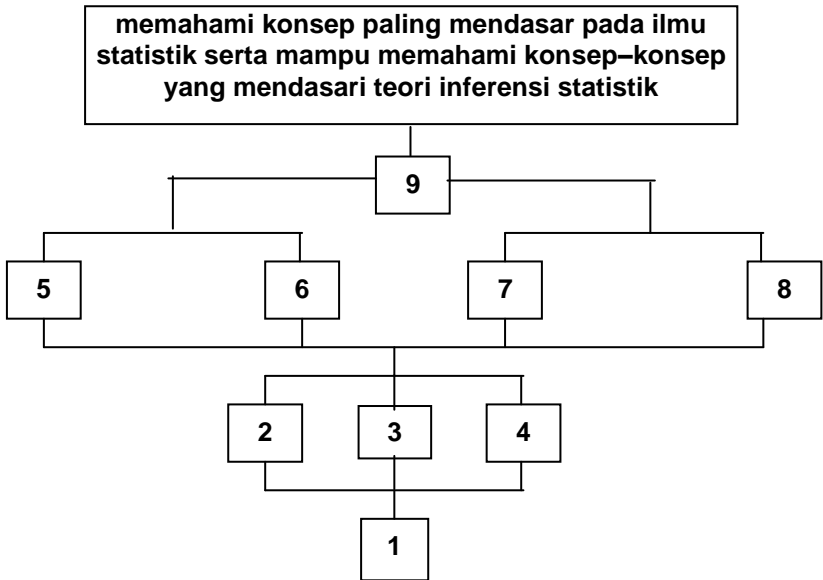 memahami konsep paling mendasar pada ilmu
statistik serta mampu memahami konsep–konsep
yang mendasari teori inferensi statistik
9
5 6 7 8
2 3 4
1